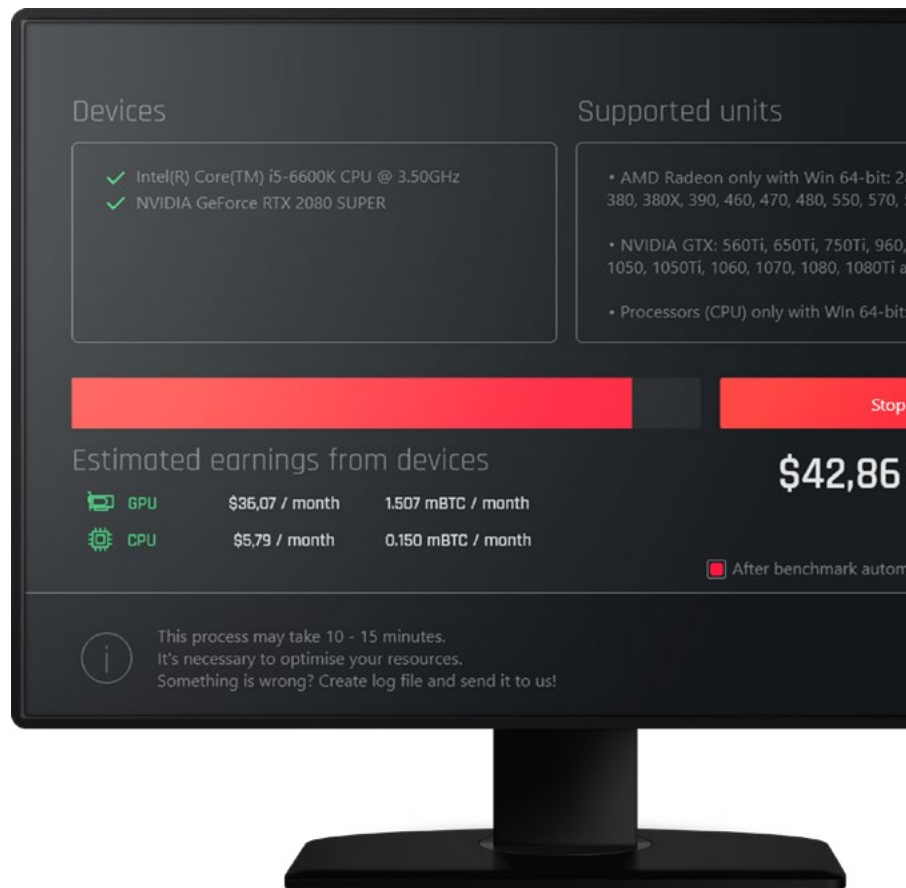 Devices
Intel(R) Core(TM) i5-6600K CPU @ 3.50GHz
NVIDIA GeForce RTX 2080 SUPER
Supported units
• AMD Radeon only with Win 64-bit:
380, 380X, 390, 460, 470, 480, 550, 570,
• NVIDIA GTX: 560Ti, 650Ti, 750Ti, 960,
1050, 1050Ti, 1060, 1070, 1080, 1080Ti
• Processors (CPU) only with WIn 64-bit:
Stop
Estimated earnings from devices
GPU $36,07 / month 1.507 mBTC / month
CPU $5,79 / month 0.150 mBTC / month
$42,86
After benchmark autom
This process may take 10 - 15 minutes.
It's necessary to optimise your resources.
Something is wrong? Create log file and send it to us!